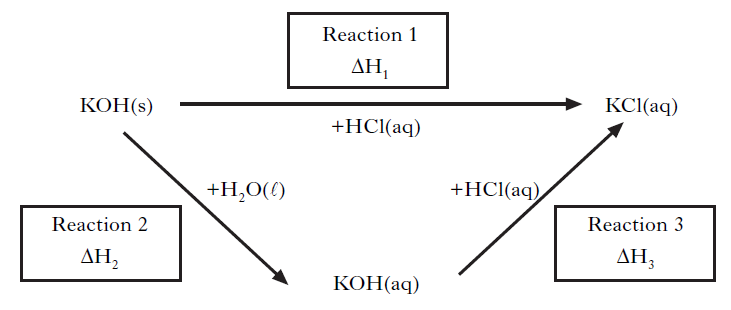 Reaction 1
ΔH₁
KOH(s)
KCl(aq)
+HCl(aq)
+H₂O(ℓ)
+HCl(aq)
Reaction 2
ΔH₂
Reaction 3
ΔH₃
KOH(aq)